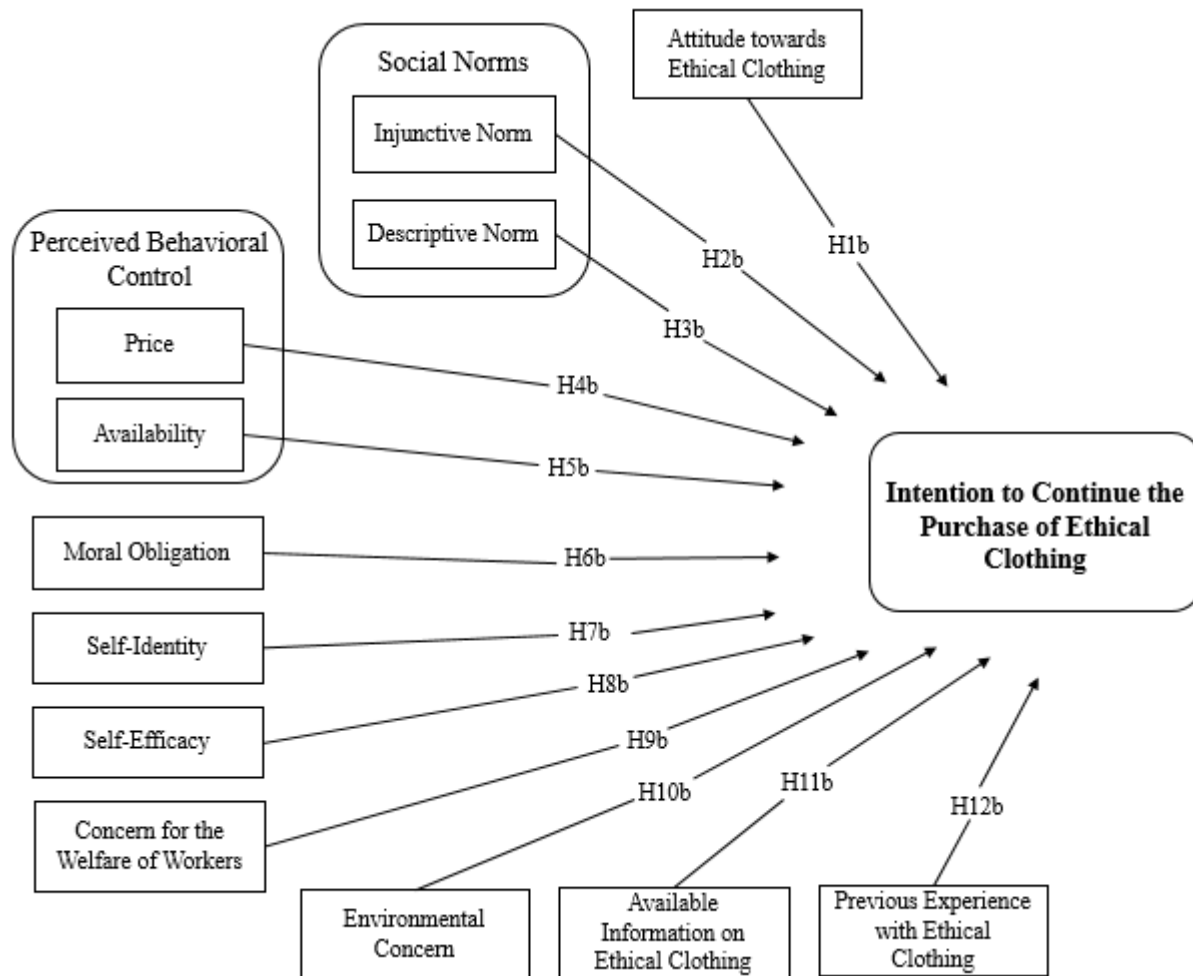 Attitude towards
Ethical Clothing
Social Norms
Injunctive Norm
Descriptive Norm
H1b
H2b
H3b
Perceived Behavioral
Control
Price
Availability
H4b
H5b
Intention to Continue the
Purchase of Ethical
Clothing
Moral Obligation
H6b
Self-Identity
H7b
Self-Efficacy
H8b
Concern for the
Welfare of Workers
H9b
Environmental
Concern
H10b
Available
Information on
Ethical Clothing
H11b
Previous Experience
with Ethical
Clothing
H12b